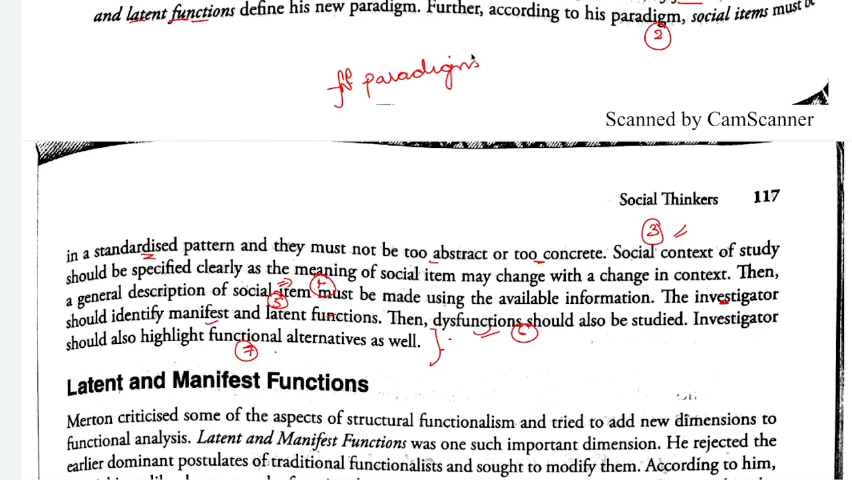 and latent functions define his new paradigm. Further, according to his paradigm, social items must be
2
paradigms
Scanned by CamScanner
Social Thinkers 117
3
in a standardised pattern and they must not be too abstract or too concrete. Social context of study
should be specified clearly as the meaning of social item may change with a change in context. Then,
a general description of social item must be made using the available information. The investigator
5
should identify manifest and latent functions. Then, dysfunctions should also be studied. Investigator
6
should also highlight functional alternatives as well.
7
Latent and Manifest Functions
Merton criticised some of the aspects of structural functionalism and tried to add new dimensions to
functional analysis. Latent and Manifest Functions was one such important dimension. He rejected the
earlier dominant postulates of traditional functionalists and sought to modify them. According to him,